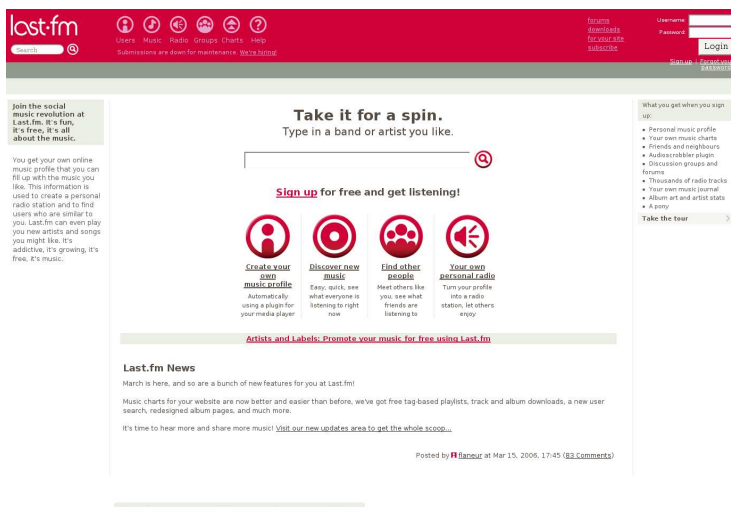 last.fm
Search
Users Music Radio Groups Charts Help
Submissions are down for maintenance. We're hiring!
forums
downloads
for your site
subscribe
Username:
Password:
Login
Sign up | Forgot your
password
Join the social
music revolution at
Last.fm. It's fun,
it's free, it's all
about the music.
You get your own online
music profile that you can
fill up with the music you
like. This information is
used to create a personal
radio station and to find
users who are similar to
you. Last.fm can even play
you new artists and songs
you might like. It's
addictive, it's growing, it's
free, it's music.
Take it for a spin.
Type in a band or artist you like.
Sign up for free and get listening!
Create your
own
music profile
Automatically
using a plugin for
your media player
Discover new
music
Easy, quick, see
what everyone is
listening to right
now
Find other
people
Meet others like
you, see what
friends are
listening to
Your own
personal radio
Turn your profile
into a radio
station, let others
enjoy
Artists and Labels: Promote your music for free using Last.fm
Last.fm News
March is here, and so are a bunch of new features for you at Last.fm!
Music charts for your website are now better and easier than before, we've got free tag-based playlists, track and album downloads, a new user
search, redesigned album pages, and much more.
It's time to hear more and share more music! Visit our new updates area to get the whole scoop...
Posted by flaneur at Mar 15, 2006, 17:45 (83 Comments)
What you get when you sign
up:
Personal music profile
Your own music charts
Friends and neighbours
Audioscrobbler plugin
Discussion groups and
forums
Thousands of radio tracks
Your own music journal
Album art and artist stats
A pony
Take the tour